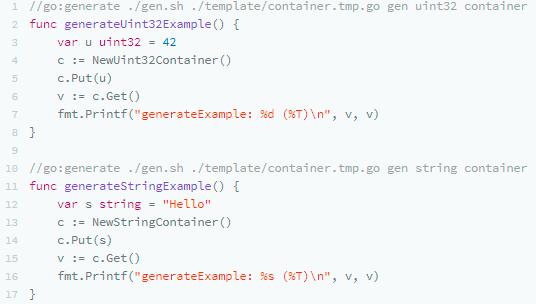 1 //go:generate ./gen.sh ./template/container.tmp.go gen uint32 container
2 func generateUint32Example() {
3     var u uint32 = 42
4     c := NewUint32Container()
5     c.Put(u)
6     v := c.Get()
7     fmt.Printf("generateExample: %d (%T)\n", v, v)
8 }
9
10 //go:generate ./gen.sh ./template/container.tmp.go gen string container
11 func generateStringExample() {
12     var s string = "Hello"
13     c := NewStringContainer()
14     c.Put(s)
15     v := c.Get()
16     fmt.Printf("generateExample: %s (%T)\n", v, v)
17 }